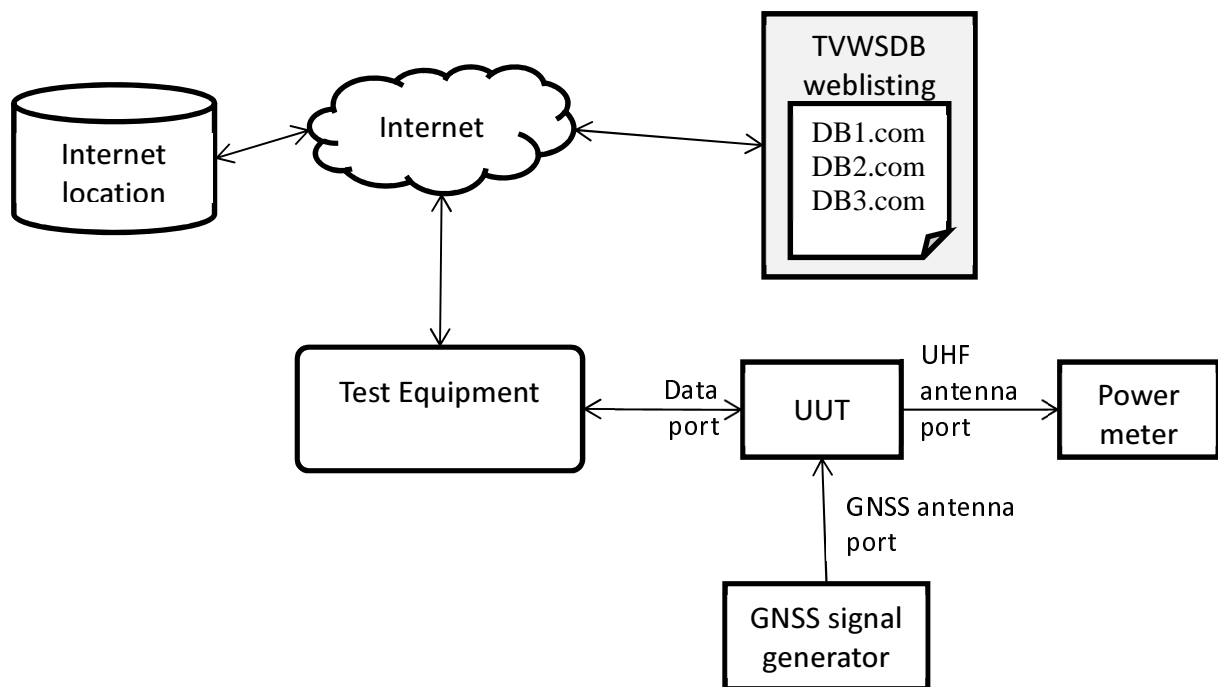 TVWSDB
weblisting
DB1.com
DB2.com
DB3.com
Internet
Internet
location
Test Equipment
Data
port
UUT
UHF
antenna
port
Power
meter
GNSS antenna
port
GNSS signal
generator